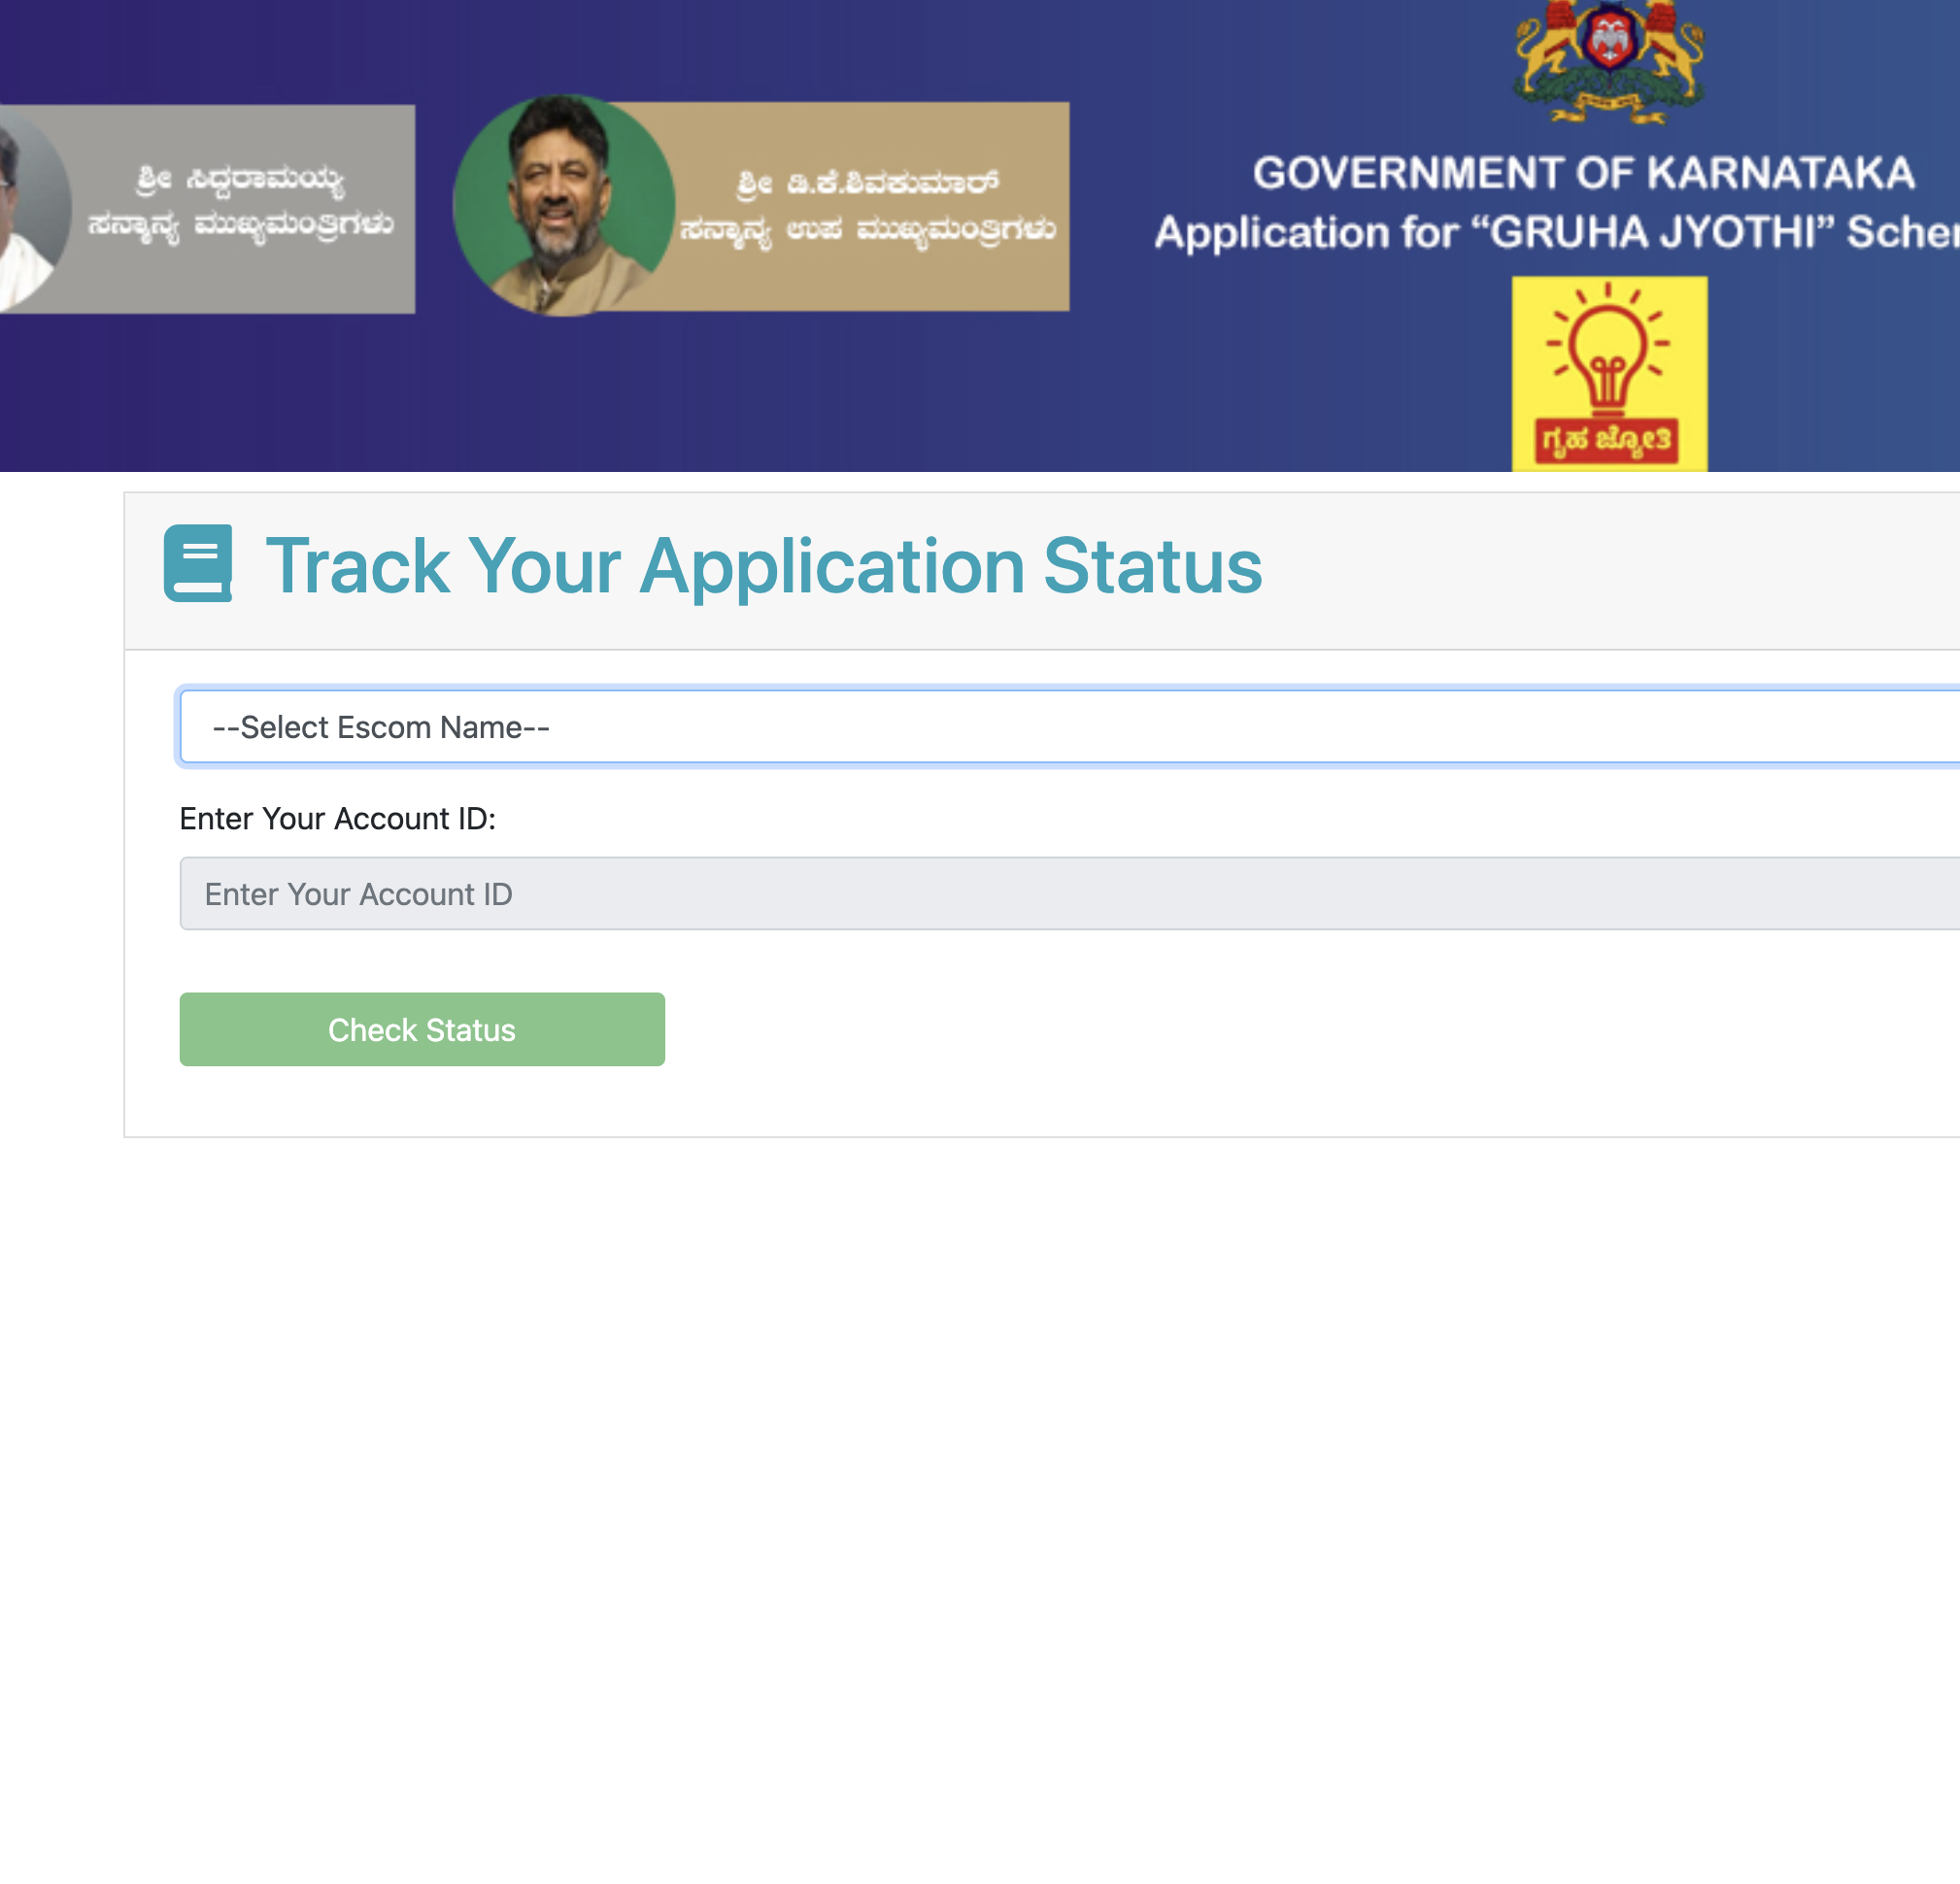 ಶ್ರೀ ಸಿದ್ದರಾಮಯ್ಯ
ಸನ್ಮಾನ್ಯ ಮುಖ್ಯಮಂತ್ರಿಗಳು
ಶ್ರೀ ಡಿ.ಕೆ.ಶಿವಕುಮಾರ್
ಸನ್ಮಾನ್ಯ ಉಪ ಮುಖ್ಯಮಂತ್ರಿಗಳು
GOVERNMENT OF KARNATAKA
Application for “GRUHA JYOTHI”
ಗೃಹ ಜ್ಯೋತಿ
Track Your Application Status
--Select Escom Name--
Enter Your Account ID:
Enter Your Account ID
Check Status